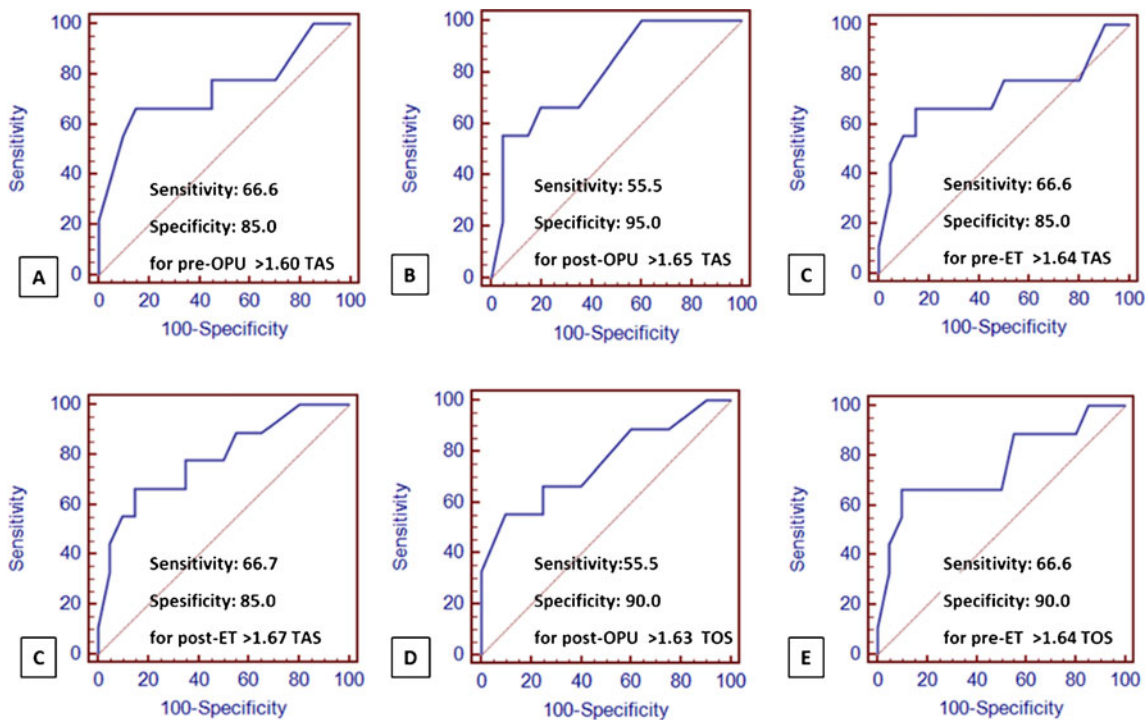 100
80
60
40
20
0
Sensitivity
Sensitivity: 66.6
Specificity: 85.0
for pre-OPU >1.60 TAS
A
0 20 40 60 80 100
100-Specificity
100
80
60
40
20
0
Sensitivity
Sensitivity: 55.5
Specificity: 95.0
for post-OPU >1.65 TAS
B
0 20 40 60 80 100
100-Specificity
100
80
60
40
20
0
Sensitivity
Sensitivity: 66.6
Specificity: 85.0
for pre-ET >1.64 TAS
C
0 20 40 60 80 100
100-Specificity
100
80
60
40
20
0
Sensitivity
Sensitivity: 66.7
Spesificity: 85.0
for post-ET >1.67 TAS
C
0 20 40 60 80 100
100-Specificity
100
80
60
40
20
0
Sensitivity
Sensitivity:55.5
Specificity: 90.0
for post-OPU >1.63 TOS
D
0 20 40 60 80 100
100-Specificity
100
80
60
40
20
0
Sensitivity
Sensitivity: 66.6
Specificity: 90.0
for pre-ET >1.64 TOS
E
0 20 40 60 80 100
100-Specificity